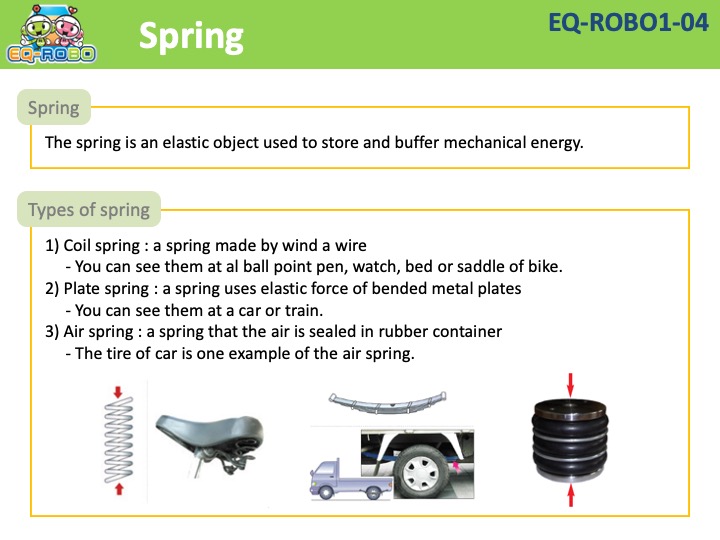 EQ-ROBO
Spring
EQ-ROBO1-04
Spring
The spring is an elastic object used to store and buffer mechanical energy.
Types of spring
1) Coil spring : a spring made by wind a wire
- You can see them at al ball point pen, watch, bed or saddle of bike.
2) Plate spring : a spring uses elastic force of bended metal plates
- You can see them at a car or train.
3) Air spring : a spring that the air is sealed in rubber container
- The tire of car is one example of the air spring.